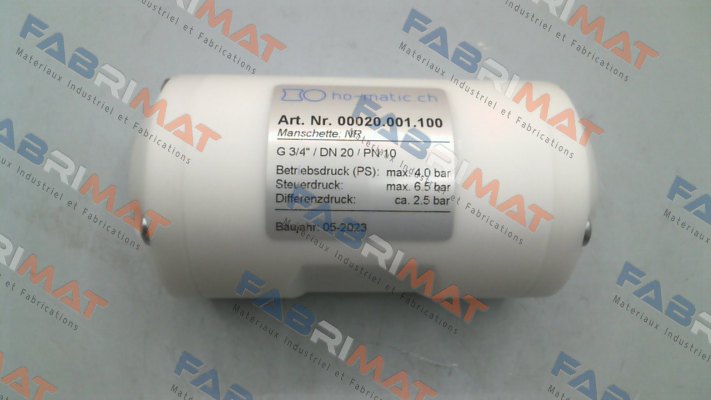 ho-matic.ch
Art. Nr. 00020.001.100
Manschette: NR
G 3/4" / DN 20 / PN 10
Betriebsdruck (PS): max. 4.0 bar
Steuerdruck: max. 6.5 bar
Differenzdruck: ca. 2.5 bar
Baujahr: 05-2023
FABRIMAT
Materiaux Industriel et Fabrications